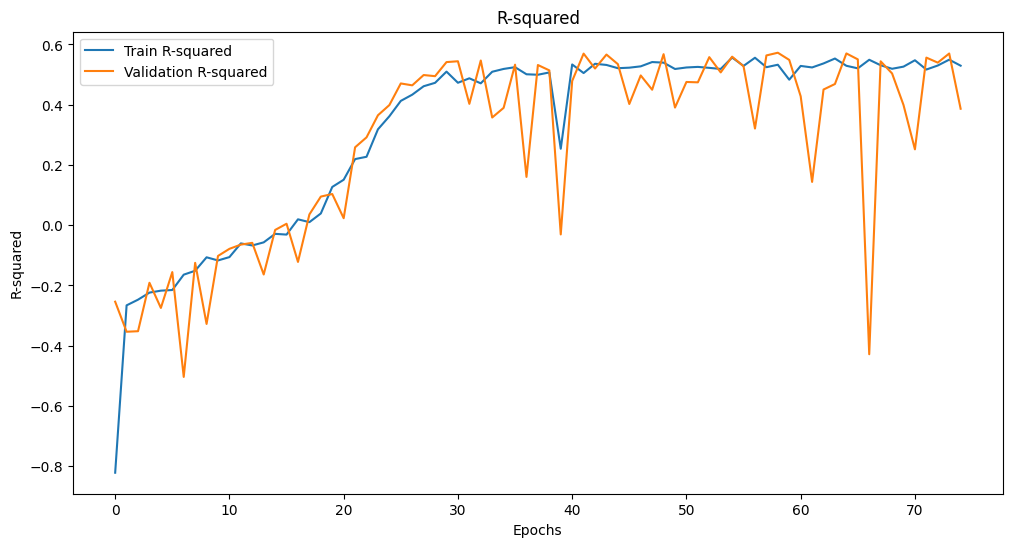 R-squared
Train R-squared
Validation R-squared
0.6
0.4
0.2
0.0
−0.2
−0.4
−0.6
−0.8
R-squared
0 10 20 30 40 50 60 70
Epochs